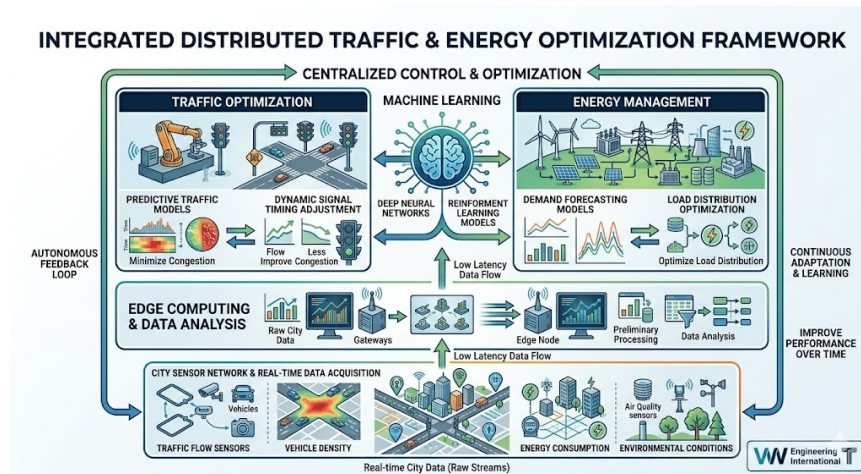 INTEGRATED DISTRIBUTED TRAFFIC & ENERGY OPTIMIZATION FRAMEWORK
CENTRALIZED CONTROL & OPTIMIZATION
TRAFFIC OPTIMIZATION
MACHINE LEARNING
ENERGY MANAGEMENT
PREDICTIVE TRAFFIC
MODELS
Time
Time
Minimize Congestion
DYNAMIC SIGNAL
TIMING ADJUSTMENT
Flow
Improve
Less
Congestion
DEEP NEURAL
NETWORKS
REINFORMENT
LEARNING
MODELS
DEMAND FORECASTING
MODELS
LOAD DISTRIBUTION
OPTIMIZATION
Optimize Load Distribution
AUTONOMOUS
FEEDBACK
LOOP
CONTINUOUS
ADAPTATION
& LEARNING
IMPROVE
PERFORMANCE
OVER TIME
Low Latency
Data Flow
EDGE COMPUTING
& DATA ANALYSIS
Raw City
Data
Gateways
Edge Node
Preliminary
Processing
Data Analysis
Low Latency Data Flow
CITY SENSOR NETWORK & REAL-TIME DATA ACQUISITION
Vehicles
TRAFFIC FLOW SENSORS
VEHICLE DENSITY
ENERGY CONSUMPTION
Air Quality
sensors
ENVIRONMENTAL CONDITIONS
Real-time City Data (Raw Streams)
Engineering
International